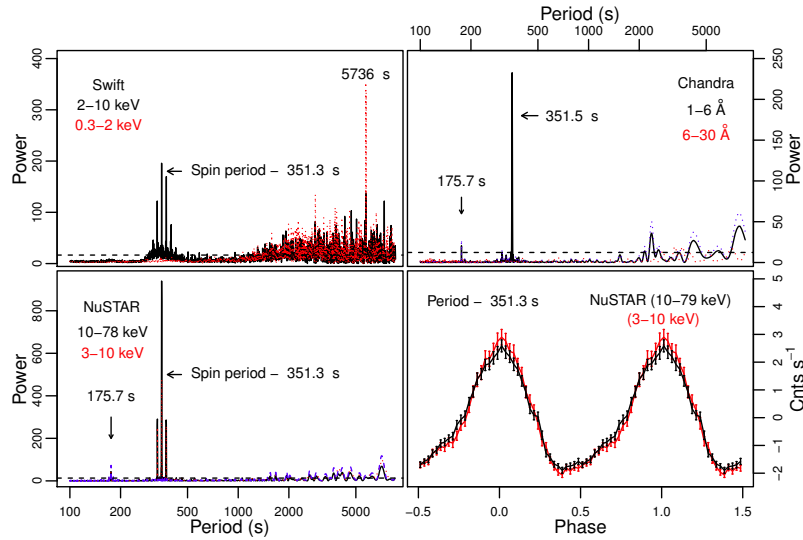 Period (s)
100 200 500 1000 2000 5000
Swift
2−10 keV
0.3−2 keV
5736 s
Spin period − 351.3 s
Power
0 100 200 300 400
Chandra
1−6 Å
6−30 Å
351.5 s
175.7 s
Power
0 50 100 150 200 250
NuSTAR
10−78 keV
3−10 keV
175.7 s
Spin period − 351.3 s
Power
0 200 400 600 800
100 200 500 1000 2000 5000
Period (s)
Period − 351.3 s
NuSTAR (10−79 keV)
(3−10 keV)
Cnts s⁻¹
−2 −1 0 1 2 3 4 5
−0.5 0.0 0.5 1.0 1.5
Phase